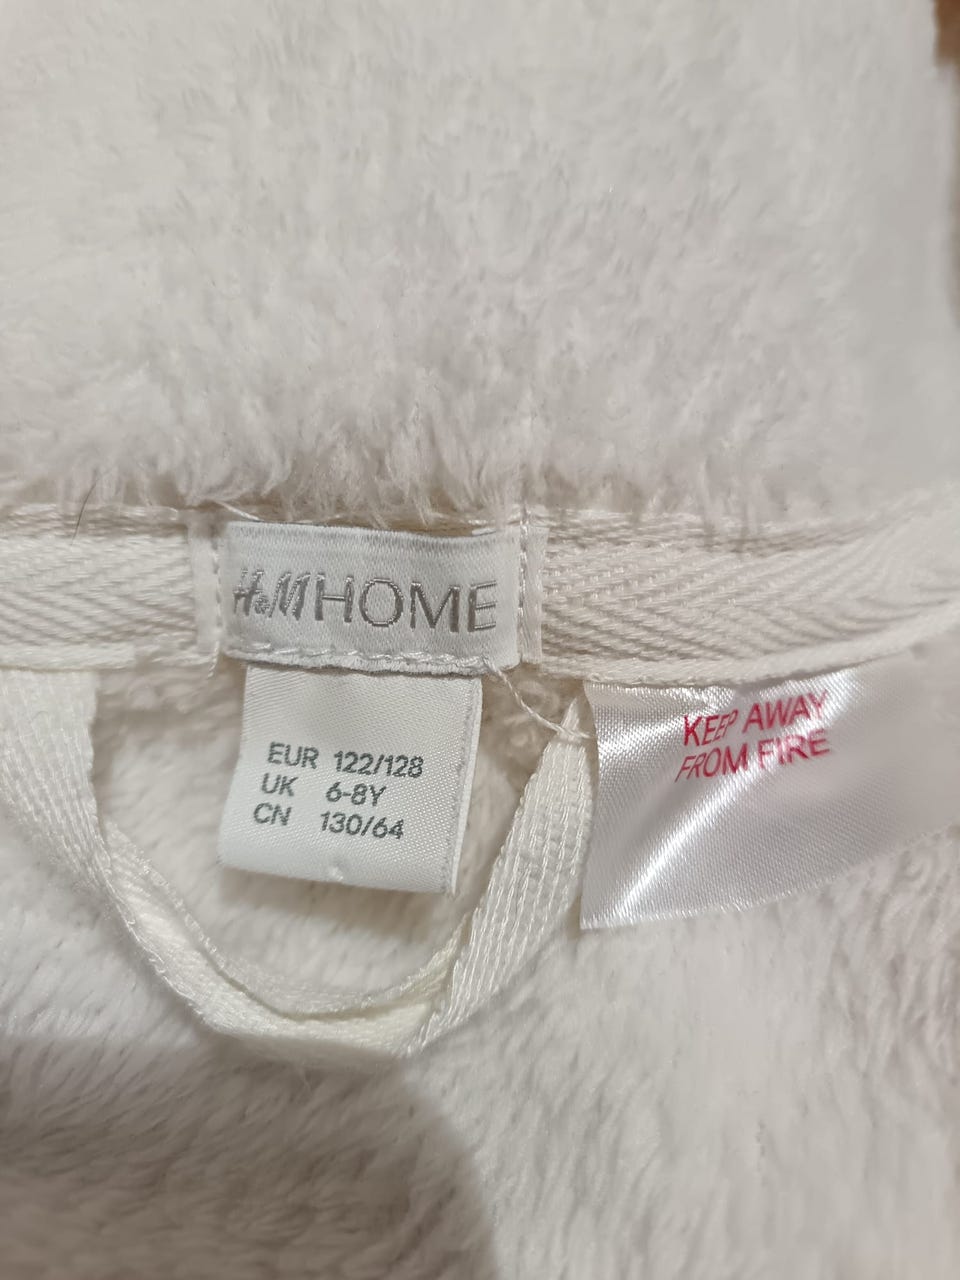 H&M HOME
EUR 122/128
UK 6-8Y
CN 130/64
KEEP AWAY
FROM FIRE